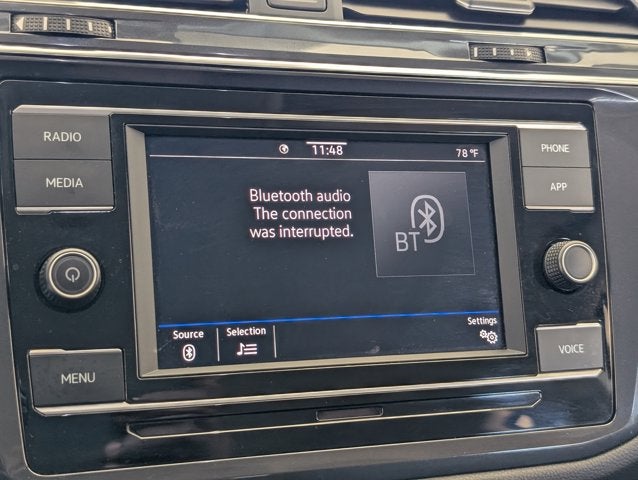 RADIO
MEDIA
MENU
11:48
78 °F
Bluetooth audio
The connection
was interrupted.
BT
Source
Selection
Settings
PHONE
APP
VOICE